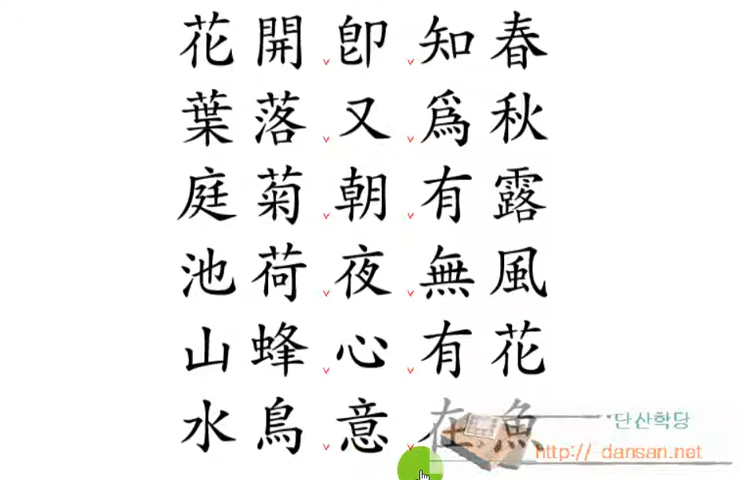 花開卽知春
葉落又爲秋
庭菊朝有露
池荷夜無風
山蜂心有花
水鳥意在魚
단산학당
http:// dansan.net